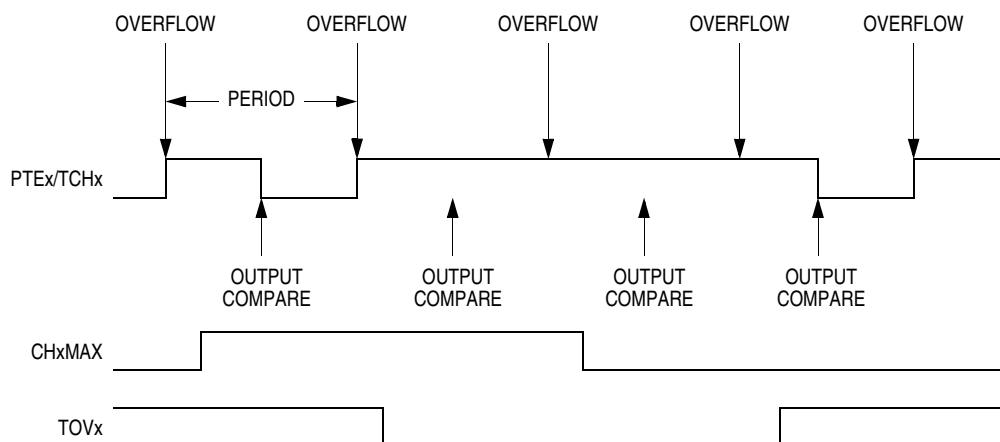 OVERFLOW OVERFLOW OVERFLOW OVERFLOW OVERFLOW
PERIOD
PTEx/TCHx
OUTPUT COMPARE
OUTPUT COMPARE
OUTPUT COMPARE
OUTPUT COMPARE
CHxMAX
TOVx